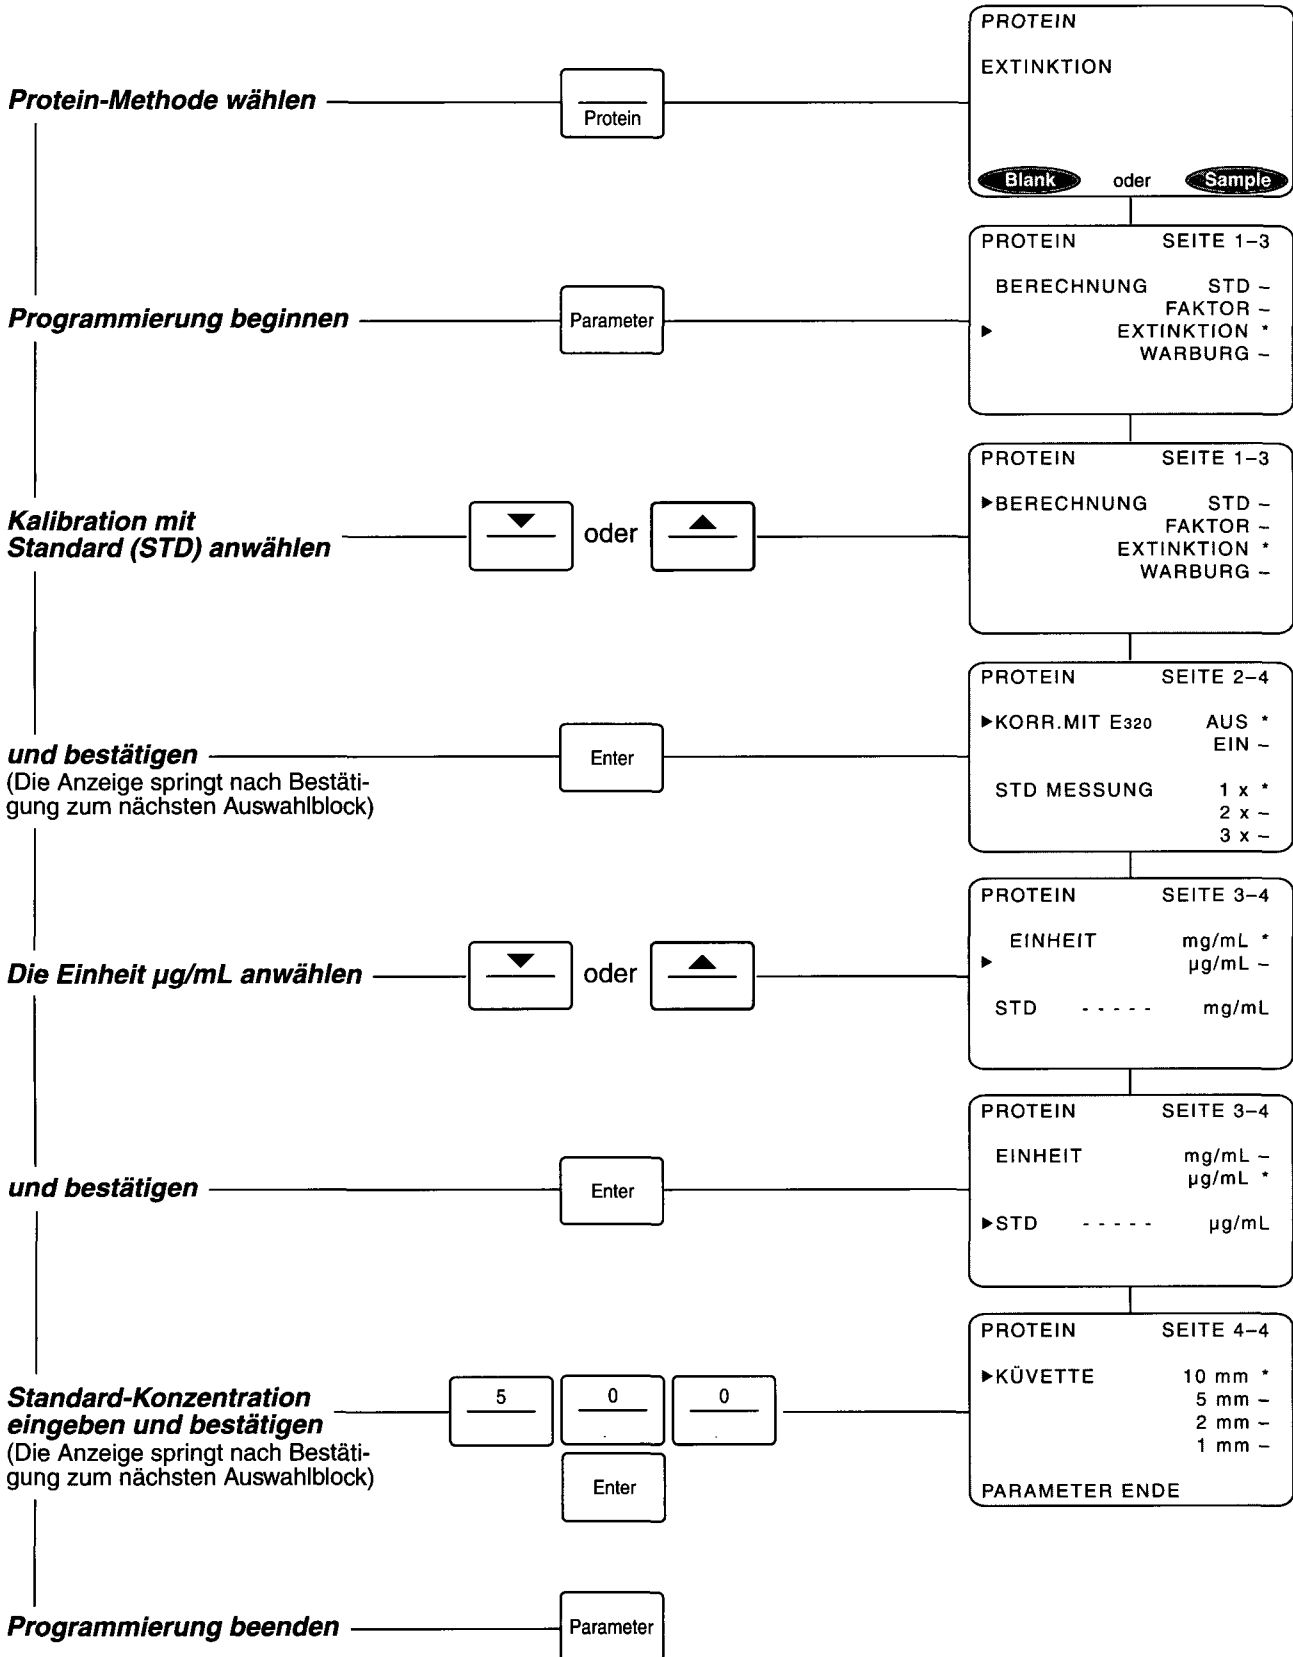 Protein-Methode wählen
Protein
PROTEIN
EXTINKTION
Blank oder Sample
Programmierung beginnen
Parameter
PROTEIN SEITE 1–3
BERECHNUNG STD –
FAKTOR –
▶ EXTINKTION *
WARBURG –
Kalibration mit
Standard (STD) anwählen
▼ oder ▲
PROTEIN SEITE 1–3
▶BERECHNUNG STD –
FAKTOR –
EXTINKTION *
WARBURG –
und bestätigen
(Die Anzeige springt nach Bestäti-
gung zum nächsten Auswahlblock)
Enter
PROTEIN SEITE 2–4
▶KORR.MIT E320 AUS *
EIN –
STD MESSUNG 1 x *
2 x –
3 x –
Die Einheit µg/mL anwählen
▼ oder ▲
PROTEIN SEITE 3–4
EINHEIT mg/mL *
▶ µg/mL –
STD - - - - - mg/mL
und bestätigen
Enter
PROTEIN SEITE 3–4
EINHEIT mg/mL –
µg/mL *
▶STD - - - - - µg/mL
Standard-Konzentration
eingeben und bestätigen
(Die Anzeige springt nach Bestäti-
gung zum nächsten Auswahlblock)
5 0 0
Enter
PROTEIN SEITE 4–4
▶KÜVETTE 10 mm *
5 mm –
2 mm –
1 mm –
PARAMETER ENDE
Programmierung beenden
Parameter